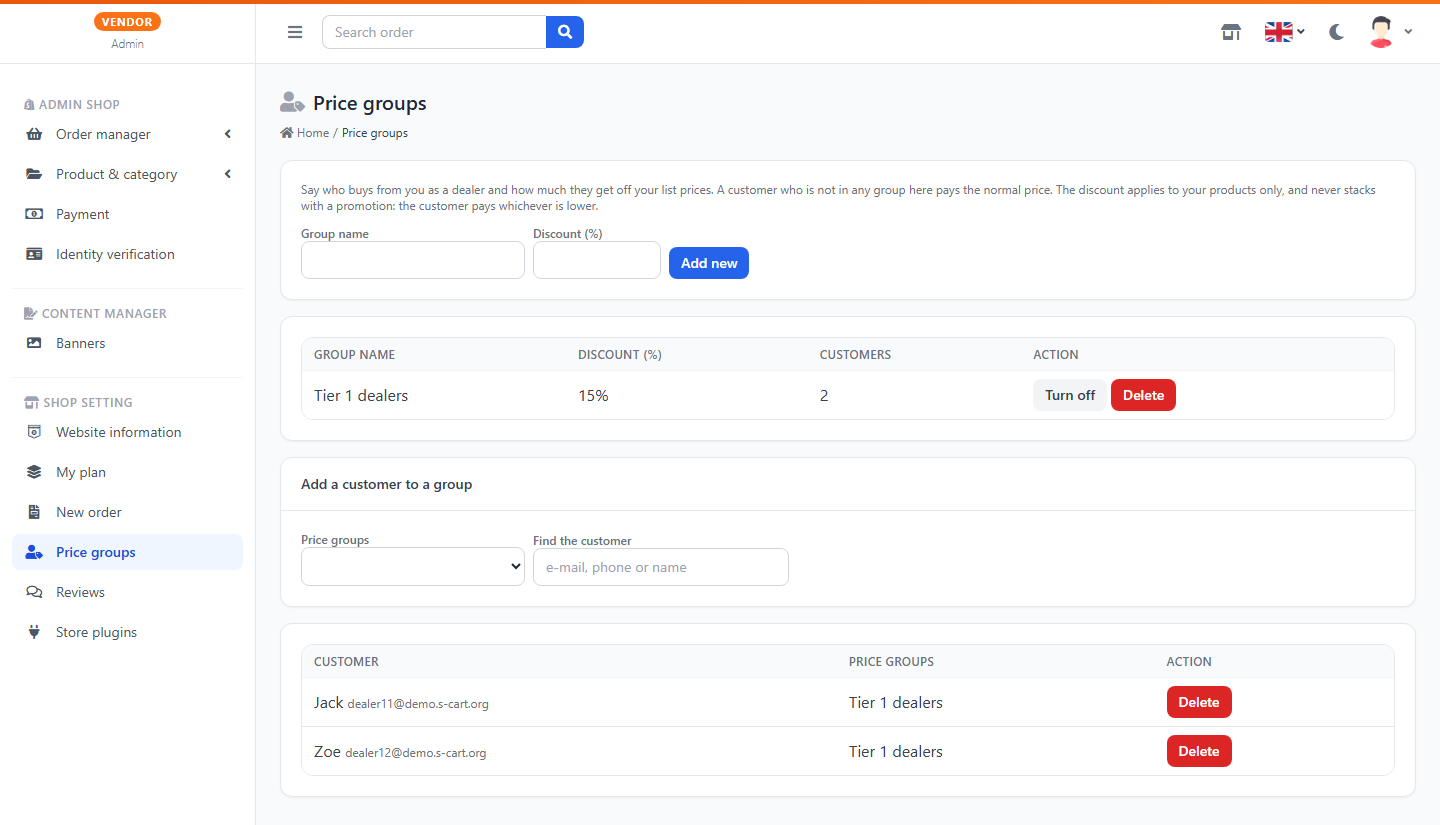 VENDOR
Admin
Search order
ADMIN SHOP
Order manager
Product & category
Payment
Identity verification
CONTENT MANAGER
Banners
SHOP SETTING
Website information
My plan
New order
Price groups
Reviews
Store plugins
Price groups
Home / Price groups
Say who buys from you as a dealer and how much they get off your list prices. A customer who is not in any group here pays the normal price. The discount applies to your products only, and never stacks
with a promotion: the customer pays whichever is lower.
Group name Discount (%)
Add new
GROUP NAME DISCOUNT (%) CUSTOMERS ACTION
Tier 1 dealers 15% 2 Turn off Delete
Add a customer to a group
Price groups Find the customer
e-mail, phone or name
CUSTOMER PRICE GROUPS ACTION
Jack dealer11@demo.s-cart.org Tier 1 dealers Delete
Zoe dealer12@demo.s-cart.org Tier 1 dealers Delete